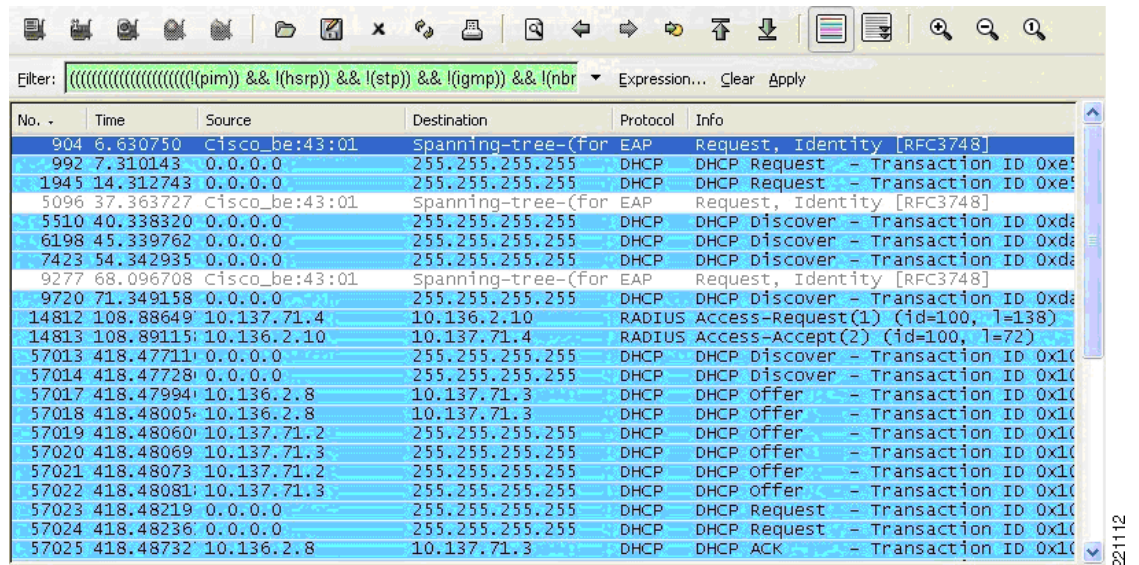 Filter: ((((((((((((((((((((((!(pim)) && !(hsrp)) && !(stp)) && !(igmp)) && !(nbr Expression... Clear Apply
No. Time Source Destination Protocol Info
904 6.630750 Cisco_be:43:01 Spanning-tree-(for EAP Request, Identity [RFC3748]
992 7.310143 0.0.0.0 255.255.255.255 DHCP DHCP Request - Transaction ID 0xe5
1945 14.312743 0.0.0.0 255.255.255.255 DHCP DHCP Request - Transaction ID 0xe5
5096 37.363727 Cisco_be:43:01 Spanning-tree-(for EAP Request, Identity [RFC3748]
5510 40.338320 0.0.0.0 255.255.255.255 DHCP DHCP Discover - Transaction ID 0xda
6198 45.339762 0.0.0.0 255.255.255.255 DHCP DHCP Discover - Transaction ID 0xda
7423 54.342935 0.0.0.0 255.255.255.255 DHCP DHCP Discover - Transaction ID 0xda
9277 68.096708 Cisco_be:43:01 Spanning-tree-(for EAP Request, Identity [RFC3748]
9720 71.349158 0.0.0.0 255.255.255.255 DHCP DHCP Discover - Transaction ID 0xda
14812 108.88649 10.137.71.4 10.136.2.10 RADIUS Access-Request(1) (id=100, l=138)
14813 108.89115 10.136.2.10 10.137.71.4 RADIUS Access-Accept(2) (id=100, l=72)
57013 418.47711 0.0.0.0 255.255.255.255 DHCP DHCP Discover - Transaction ID 0x10
57014 418.47728 0.0.0.0 255.255.255.255 DHCP DHCP Discover - Transaction ID 0x10
57017 418.47994 10.136.2.8 10.137.71.3 DHCP DHCP Offer - Transaction ID 0x10
57018 418.48005 10.136.2.8 10.137.71.3 DHCP DHCP Offer - Transaction ID 0x10
57019 418.48060 10.137.71.2 255.255.255.255 DHCP DHCP Offer - Transaction ID 0x10
57020 418.48069 10.137.71.3 255.255.255.255 DHCP DHCP Offer - Transaction ID 0x10
57021 418.48073 10.137.71.2 255.255.255.255 DHCP DHCP Offer - Transaction ID 0x10
57022 418.48081 10.137.71.3 255.255.255.255 DHCP DHCP Offer - Transaction ID 0x10
57023 418.48219 0.0.0.0 255.255.255.255 DHCP DHCP Request - Transaction ID 0x10
57024 418.48236 0.0.0.0 255.255.255.255 DHCP DHCP Request - Transaction ID 0x10
57025 418.48732 10.136.2.8 10.137.71.3 DHCP DHCP ACK - Transaction ID 0x10
221112